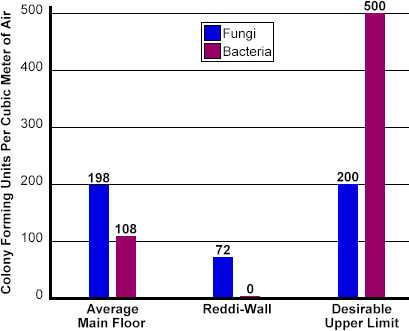 Colony Forming Units Per Cubic Meter of Air
500
400
300
200
100
0
Fungi
Bacteria
198
108
72
0
200
500
Average
Main Floor
Reddi-Wall
Desirable
Upper Limit